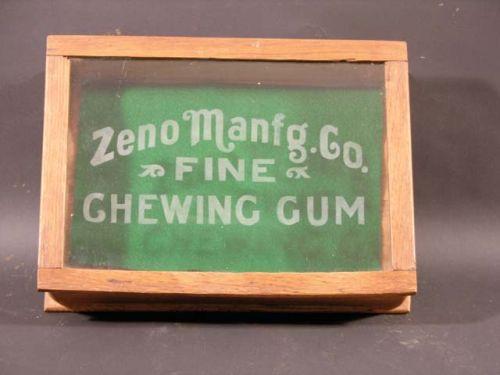 Zeno Manfg. Co.
FINE
CHEWING GUM